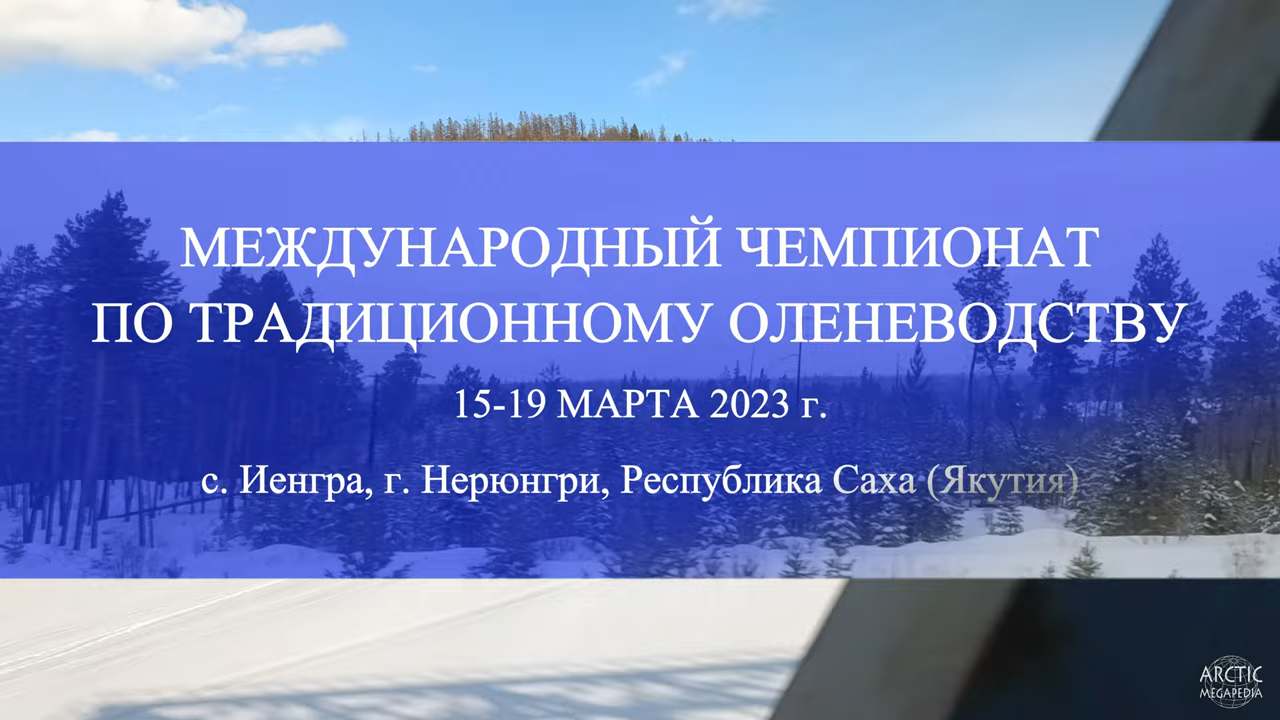 МЕЖДУНАРОДНЫЙ ЧЕМПИОНАТ
ПО ТРАДИЦИОННОМУ ОЛЕНЕВОДСТВУ
15-19 МАРТА 2023 г.
с. Иенгра, г. Нерюнгри, Республика Саха (Якутия)
ARCTIC
MEGAPEDIA